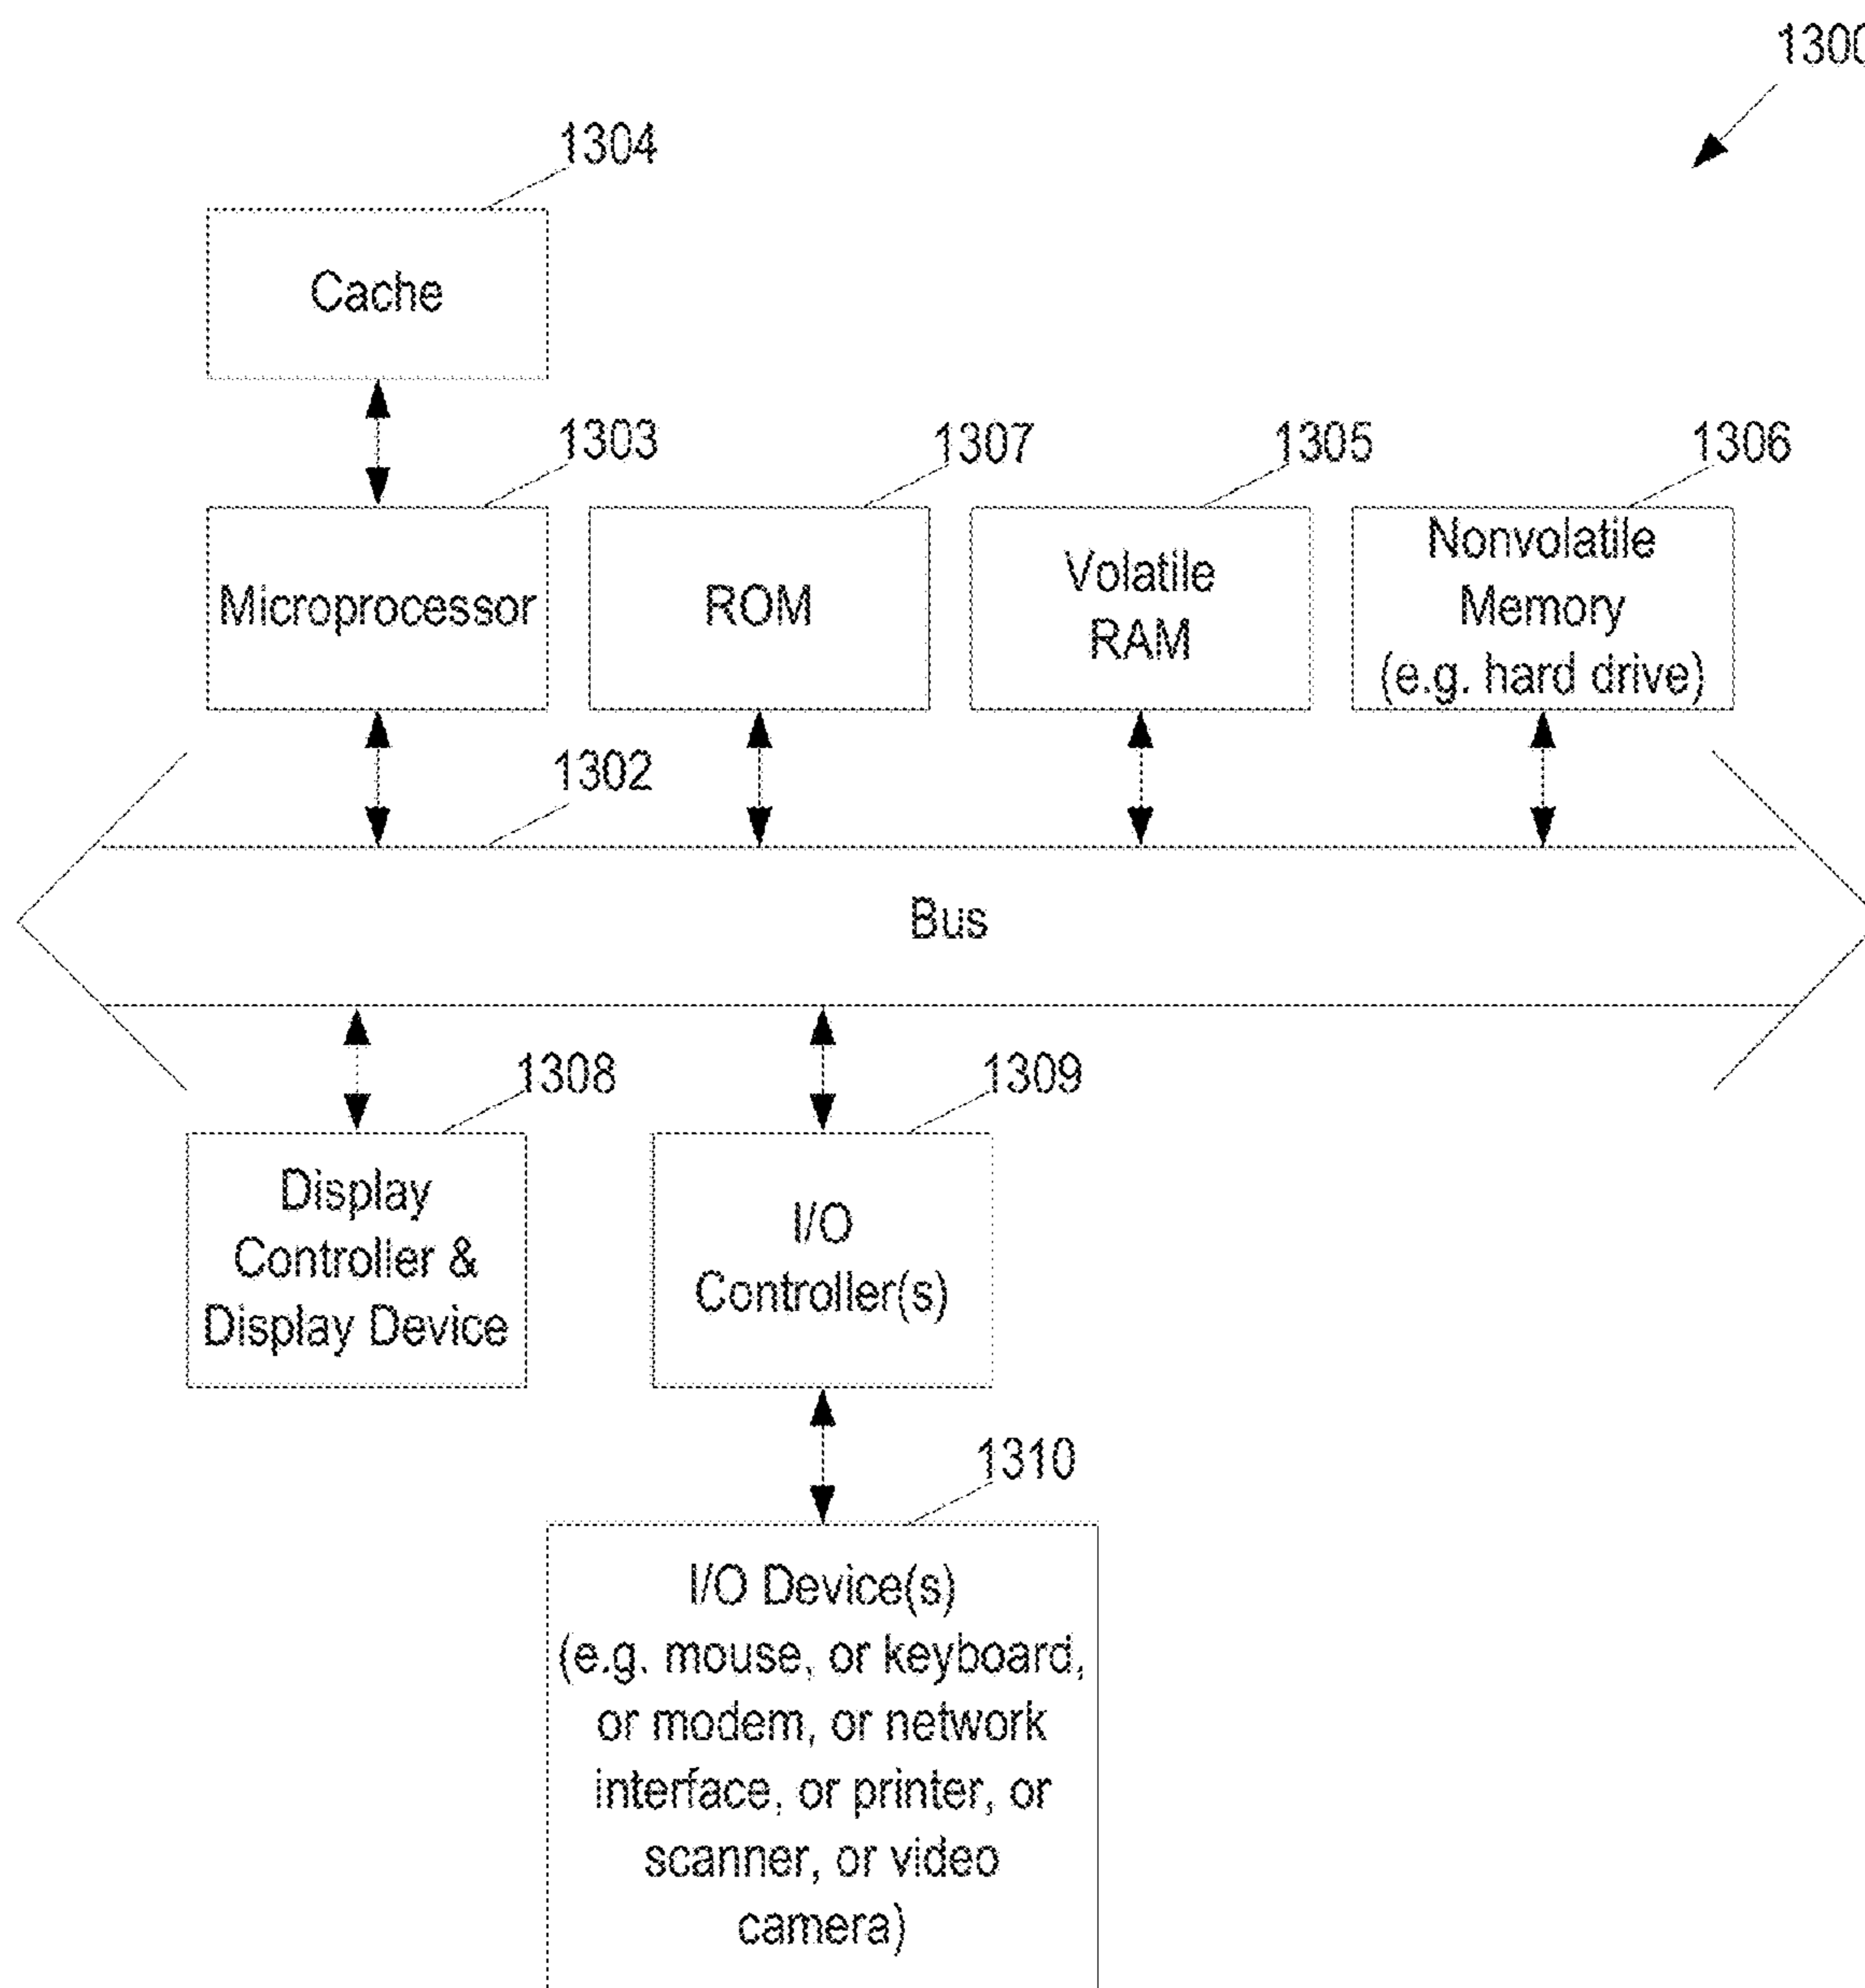 1300
1304
Cache
1303
1307
1305
1306
Microprocessor
ROM
Volatile
RAM
Nonvolatile
Memory
(e.g. hard drive)
1302
Bus
1308
1309
Display
Controller &
Display Device
I/O
Controller(s)
1310
I/O Device(s)
(e.g. mouse, or keyboard,
or modem, or network
interface, or printer, or
scanner, or video
camera)